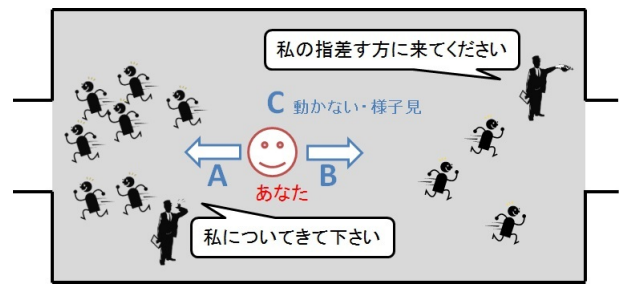 私の指差す方に来てください
C 動かない・様子見
A
B
あなた
私についてきて下さい